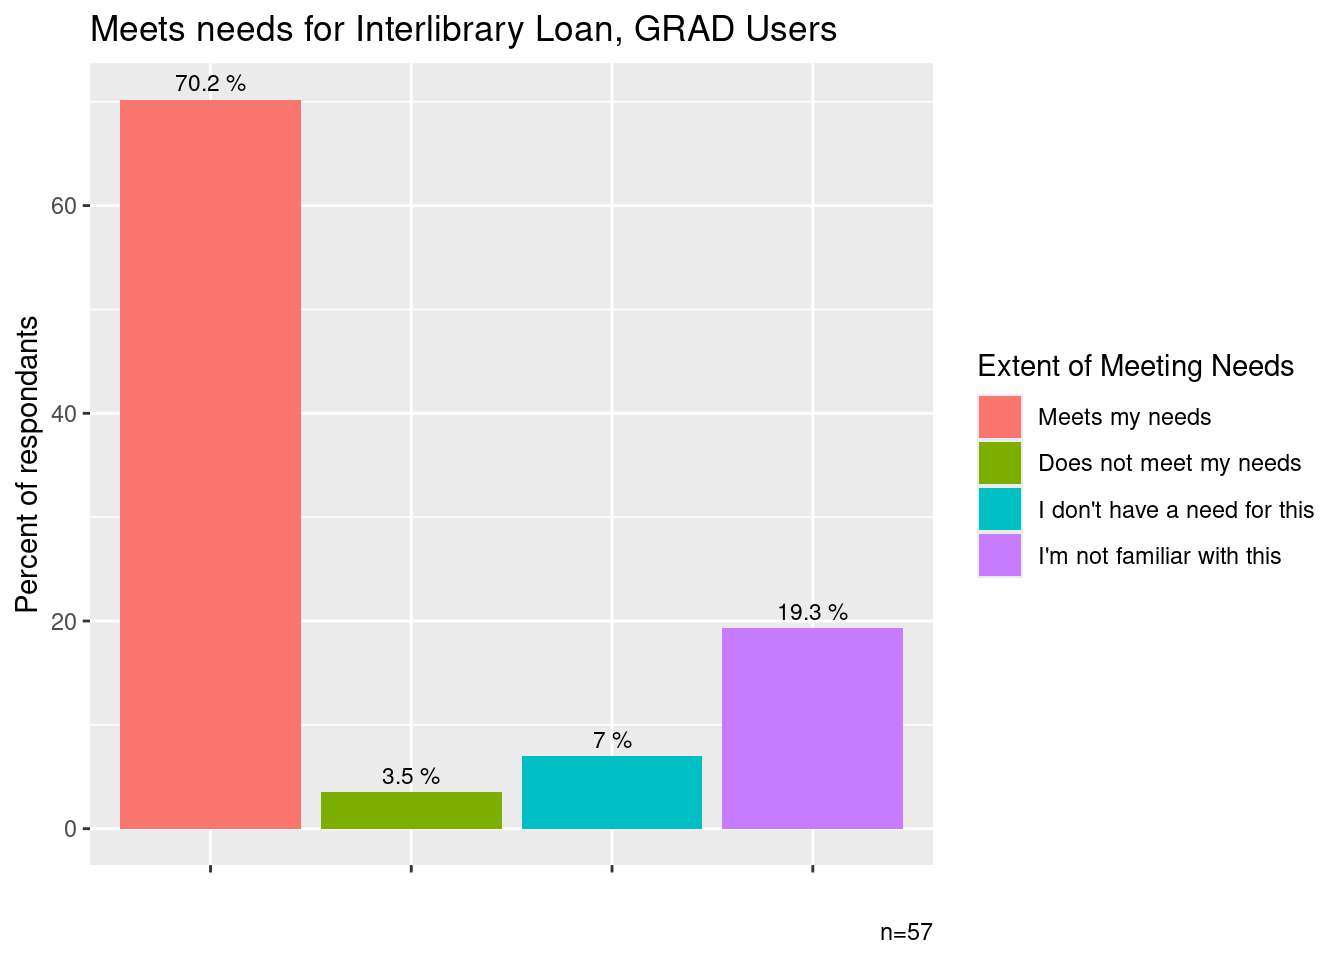 Meets needs for Interlibrary Loan, GRAD Users
70.2 %
3.5 %
7 %
19.3 %
60
40
20
0
Percent of respondants
Extent of Meeting Needs
Meets my needs
Does not meet my needs
I don't have a need for this
I'm not familiar with this
n=57